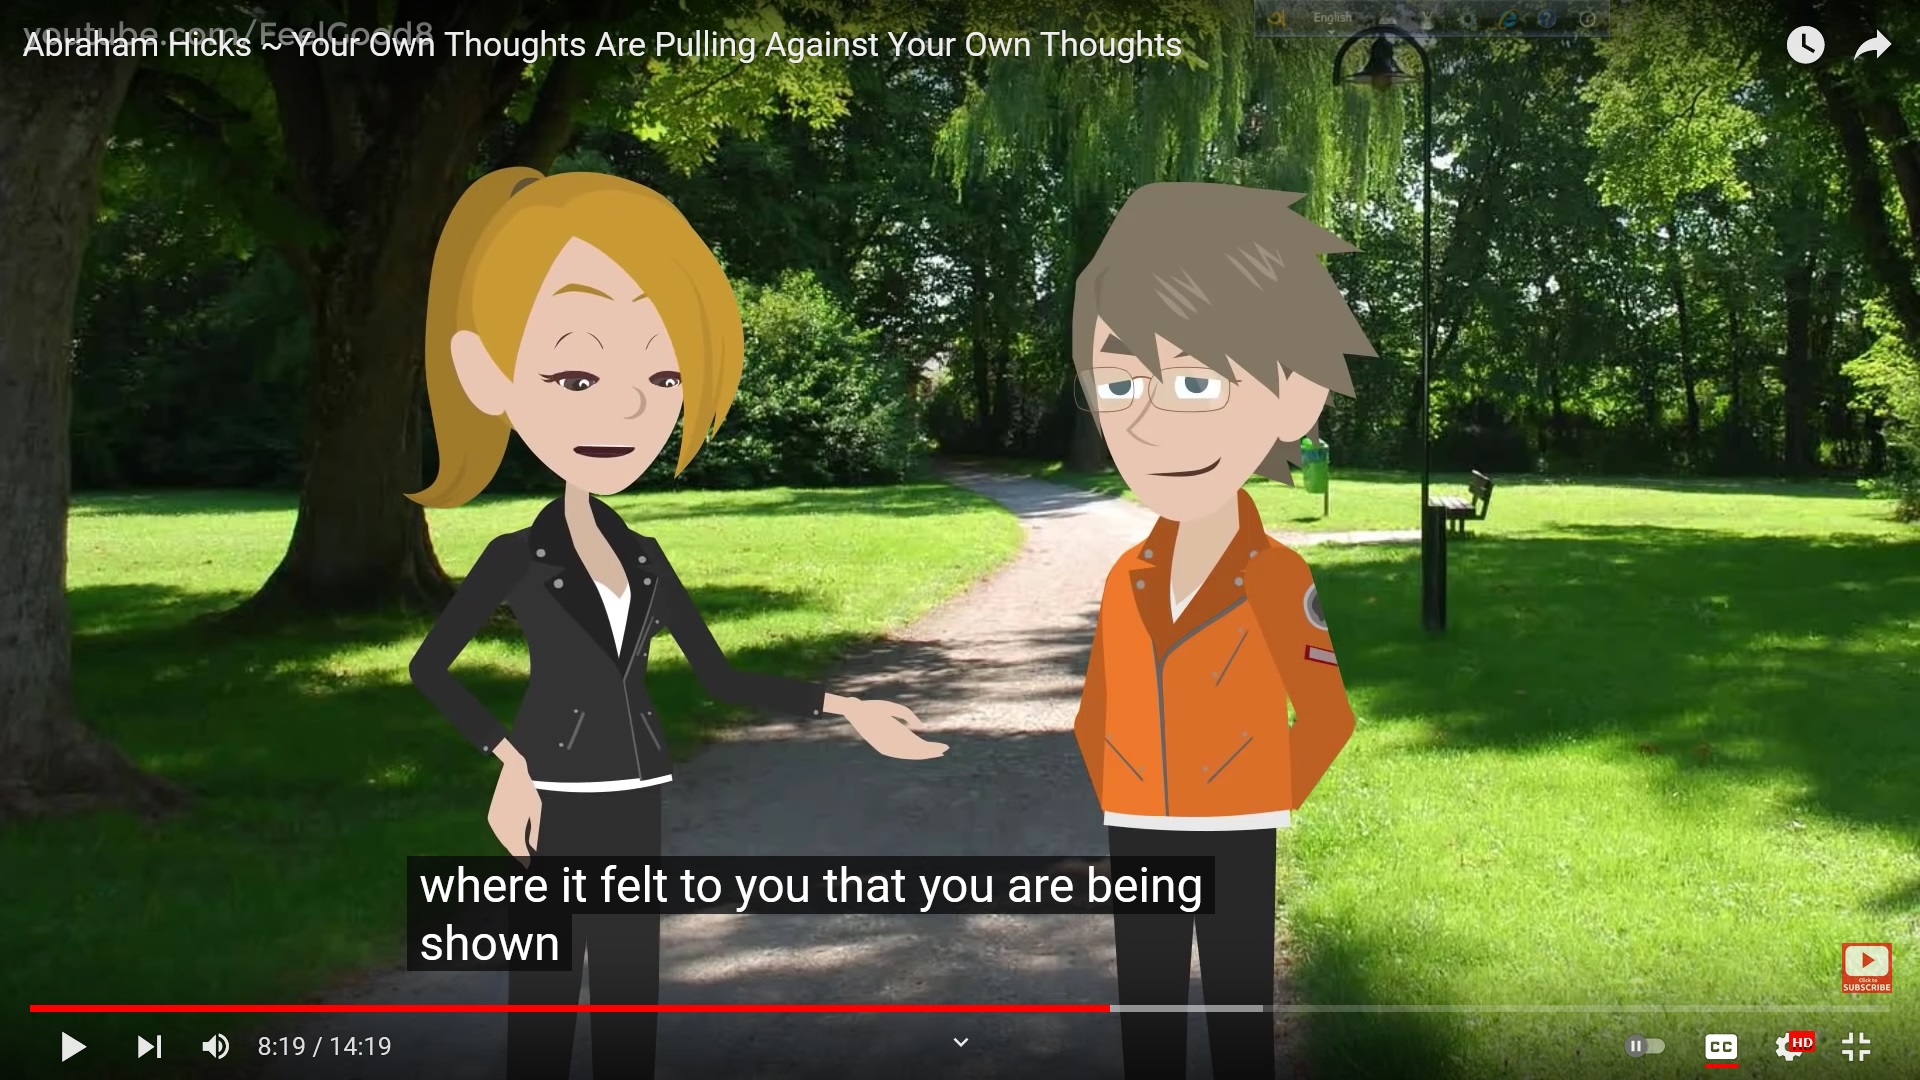 youtube.com/FeelGood8
Abraham Hicks ~ Your Own Thoughts Are Pulling Against Your Own Thoughts
English
where it felt to you that you are being
shown
Click to
SUBSCRIBE
8:19 / 14:19
CC
HD